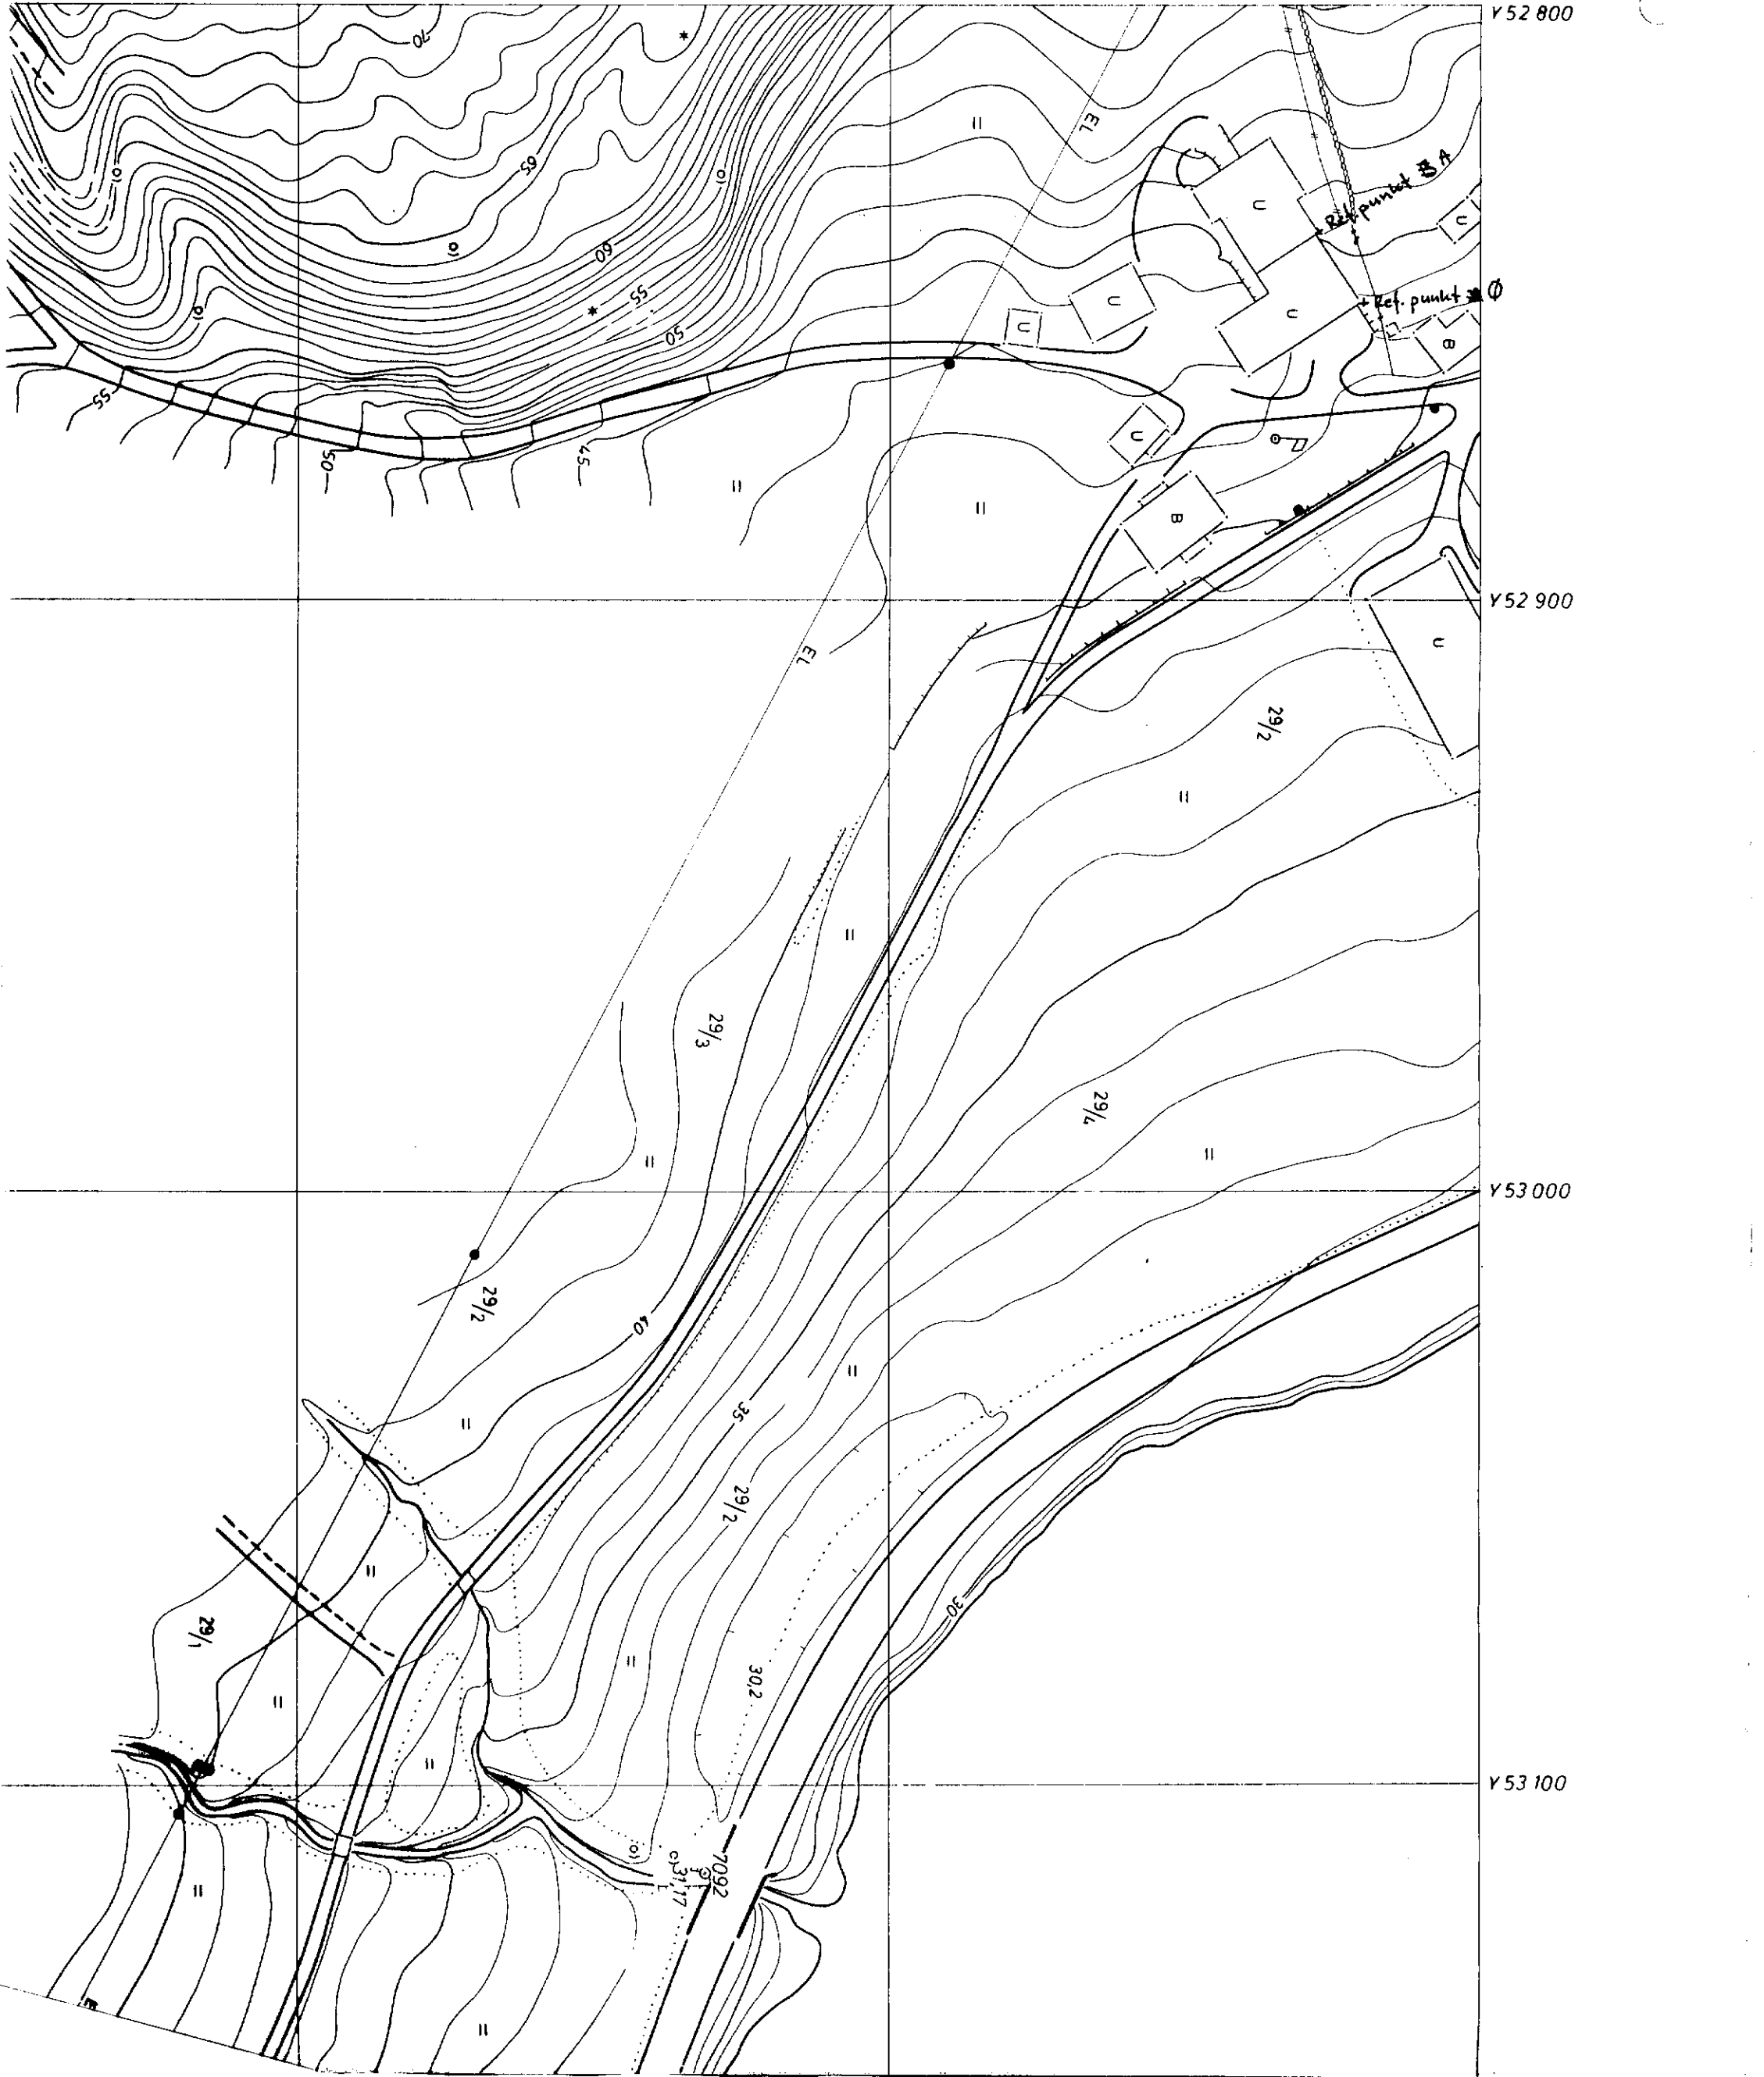 Y 52 800
70
EL
65
U
Ref. punkt A
U
60
55
Ref. punkt Ø
U
U
U
50
B
55
50
45
U
B
Y 52 900
U
EL
29/2
29/3
29/4
Y 53 000
29/2
40
35
29/2
30
29/1
30,2
Y 53 100
7092
31,17